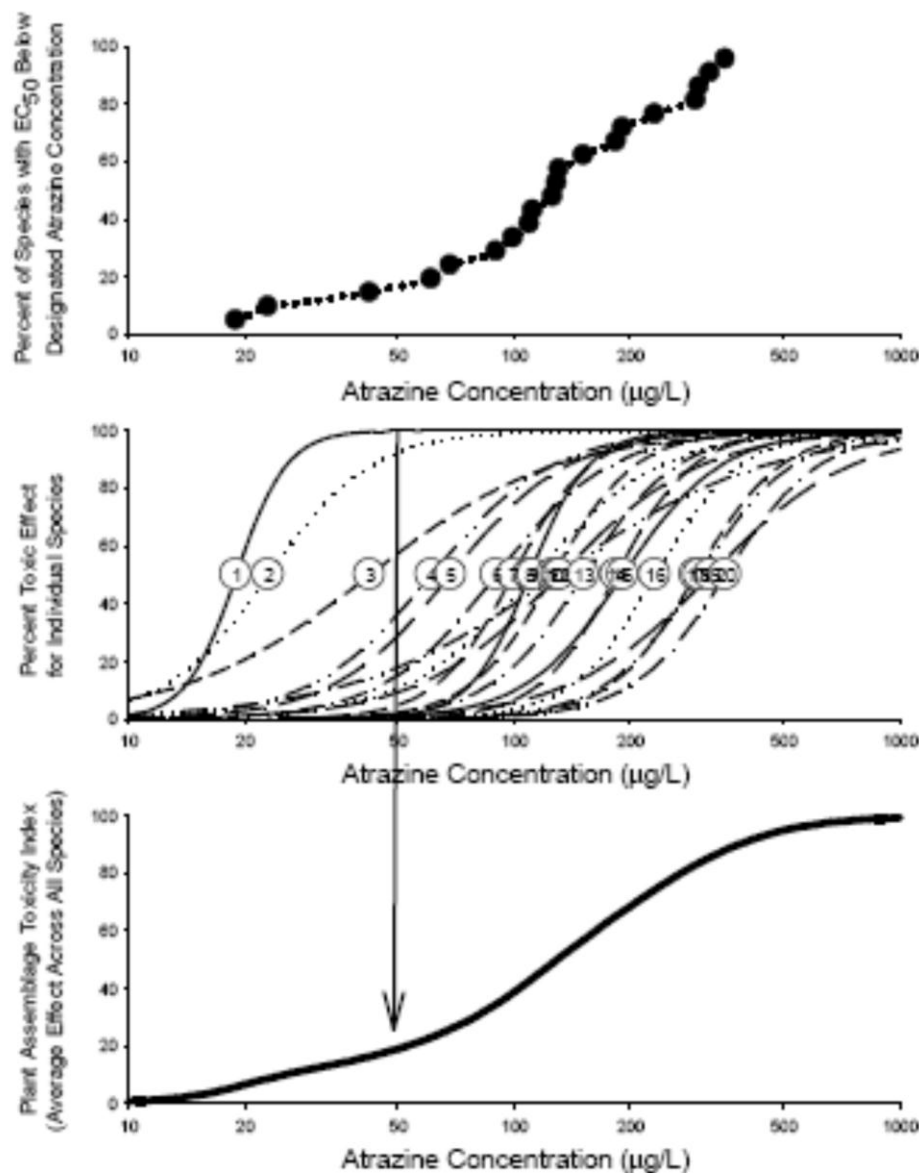 Percent of Species with EC50 Below
Designated Atrazine Concentration
100
80
60
40
20
0
10 20 50 100 200 500 1000
Atrazine Concentration (µg/L)
Percent Toxic Effect
for Individual Species
100
80
60
40
20
0
1 2 3 4 5 6 7 13 16 20
10 20 50 100 200 500 1000
Atrazine Concentration (µg/L)
Plant Assemblage Toxicity Index
(Average Effect Across All Species)
100
80
60
40
20
0
10 20 50 100 200 500 1000
Atrazine Concentration (µg/L)